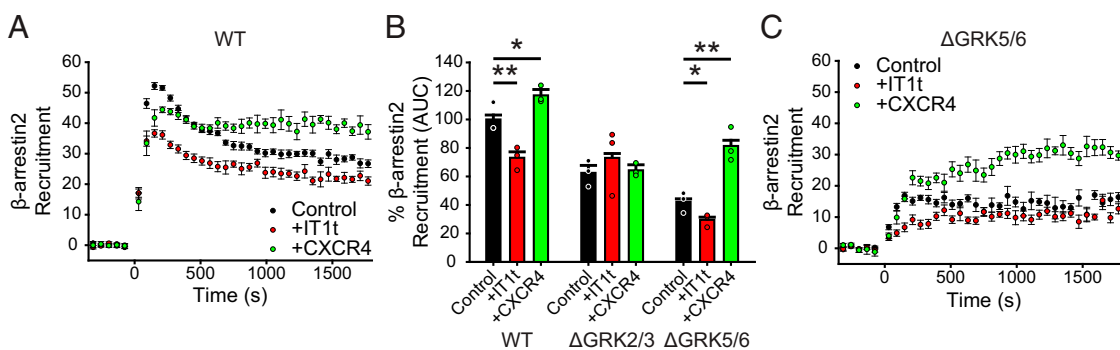 A
WT
β-arrestin2
Recruitment
60
50
40
30
20
10
0
Control
+IT1t
+CXCR4
0
500
1000
1500
Time (s)
B
% β-arrestin2
Recruitment (AUC)
140
120
100
80
60
40
20
0
*
**
**
*
Control
+IT1t
+CXCR4
Control
+IT1t
+CXCR4
Control
+IT1t
+CXCR4
WT
ΔGRK2/3
ΔGRK5/6
C
ΔGRK5/6
Control
+IT1t
+CXCR4
β-arrestin2
Recruitment
60
50
40
30
20
10
0
0
500
1000
1500
Time (s)